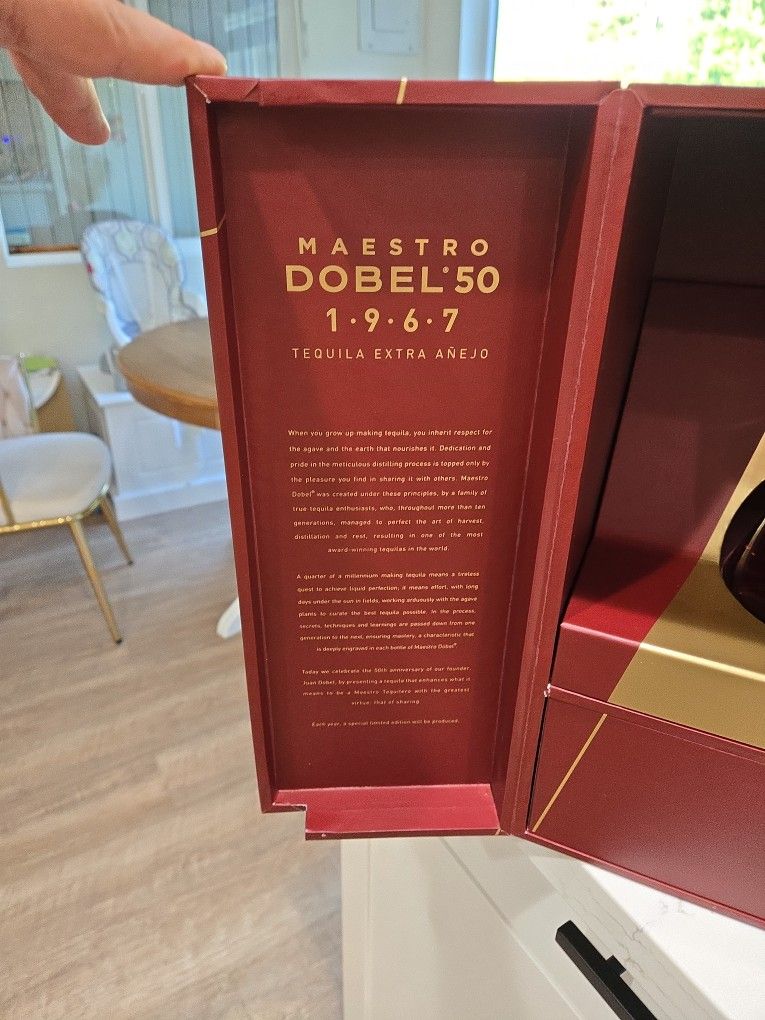 MAESTRO
DOBEL® 50
1·9·6·7
TEQUILA EXTRA AÑEJO
When you grow up making tequila, you inherit respect for
the agave and the earth that nourishes it. Dedication and
pride in the meticulous distilling process is topped only by
the pleasure you find in sharing it with others. Maestro
Dobel® was created under these principles, by a family of
true tequila enthusiasts, who, throughout more than ten
generations, managed to perfect the art of harvest,
distillation and rest, resulting in one of the most
award-winning tequilas in the world.
A quarter of a millennium making tequila means a tireless
quest to achieve liquid perfection; it means effort, with long
days under the sun in fields, working arduously with the agave
plants to curate the best tequila possible. In the process,
secrets, techniques and learnings are passed down from one
generation to the next, ensuring mastery, a characteristic that
is deeply engraved in each bottle of Maestro Dobel®.
Today we celebrate the 50th anniversary of our founder,
Juan Dobel, by presenting a tequila that enhances what it
means to be a Maestro Tequilero with the greatest
virtue: that of sharing.
Each year, a special limited edition will be produced.